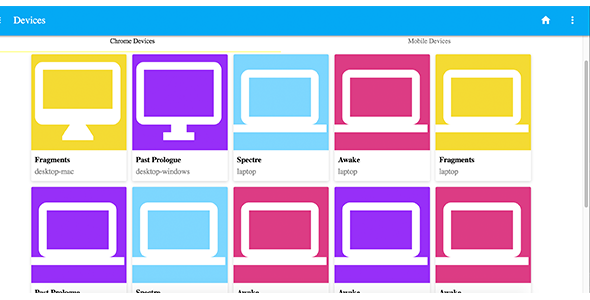 Devices
Chrome Devices
Mobile Devices
Fragments
desktop-mac
Past Prologue
desktop-windows
Spectre
laptop
Awake
laptop
Fragments
laptop
Past Prologue
Spectre
Awake
Awake
Awake